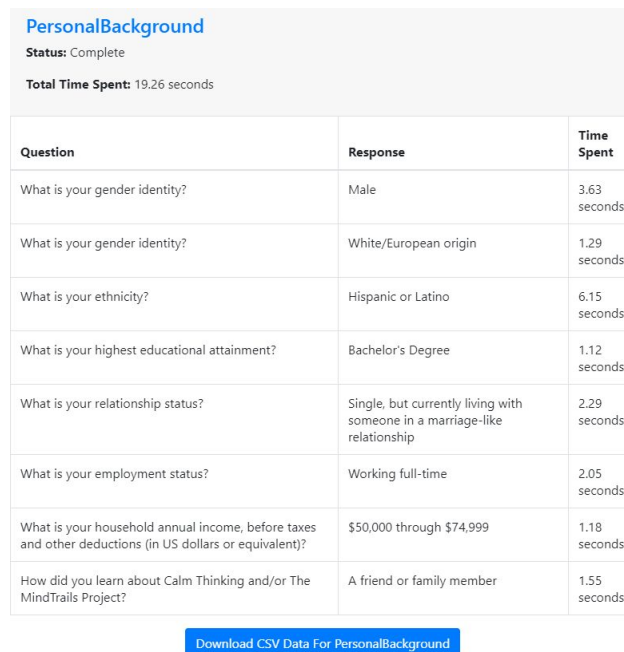 PersonalBackground
Status: Complete
Total Time Spent: 19.26 seconds
Question Response Time
Spent
What is your gender identity? Male 3.63
seconds
What is your gender identity? White/European origin 1.29
seconds
What is your ethnicity? Hispanic or Latino 6.15
seconds
What is your highest educational attainment? Bachelor's Degree 1.12
seconds
What is your relationship status? Single, but currently living with 2.29
someone in a marriage-like seconds
relationship
What is your employment status? Working full-time 2.05
seconds
What is your household annual income, before taxes $50,000 through $74,999 1.18
and other deductions (in US dollars or equivalent)? seconds
How did you learn about Calm Thinking and/or The A friend or family member 1.55
MindTrails Project? seconds
Download CSV Data For PersonalBackground